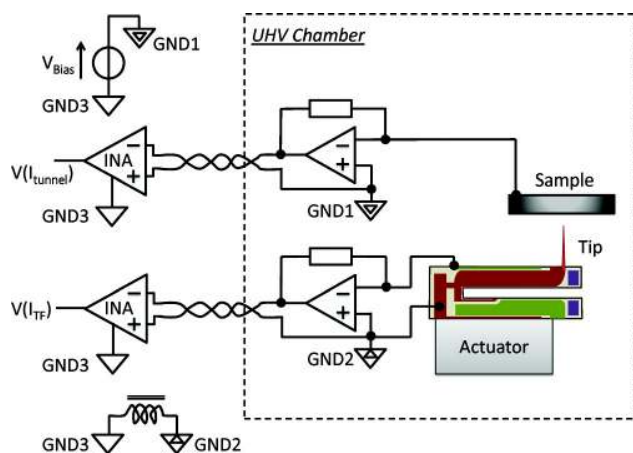 UHV Chamber
GND1
V_Bias
GND3
INA
V(I_tunnel)
GND3
GND1
Sample
Tip
INA
V(I_TF)
GND3
GND2
Actuator
GND3
GND2